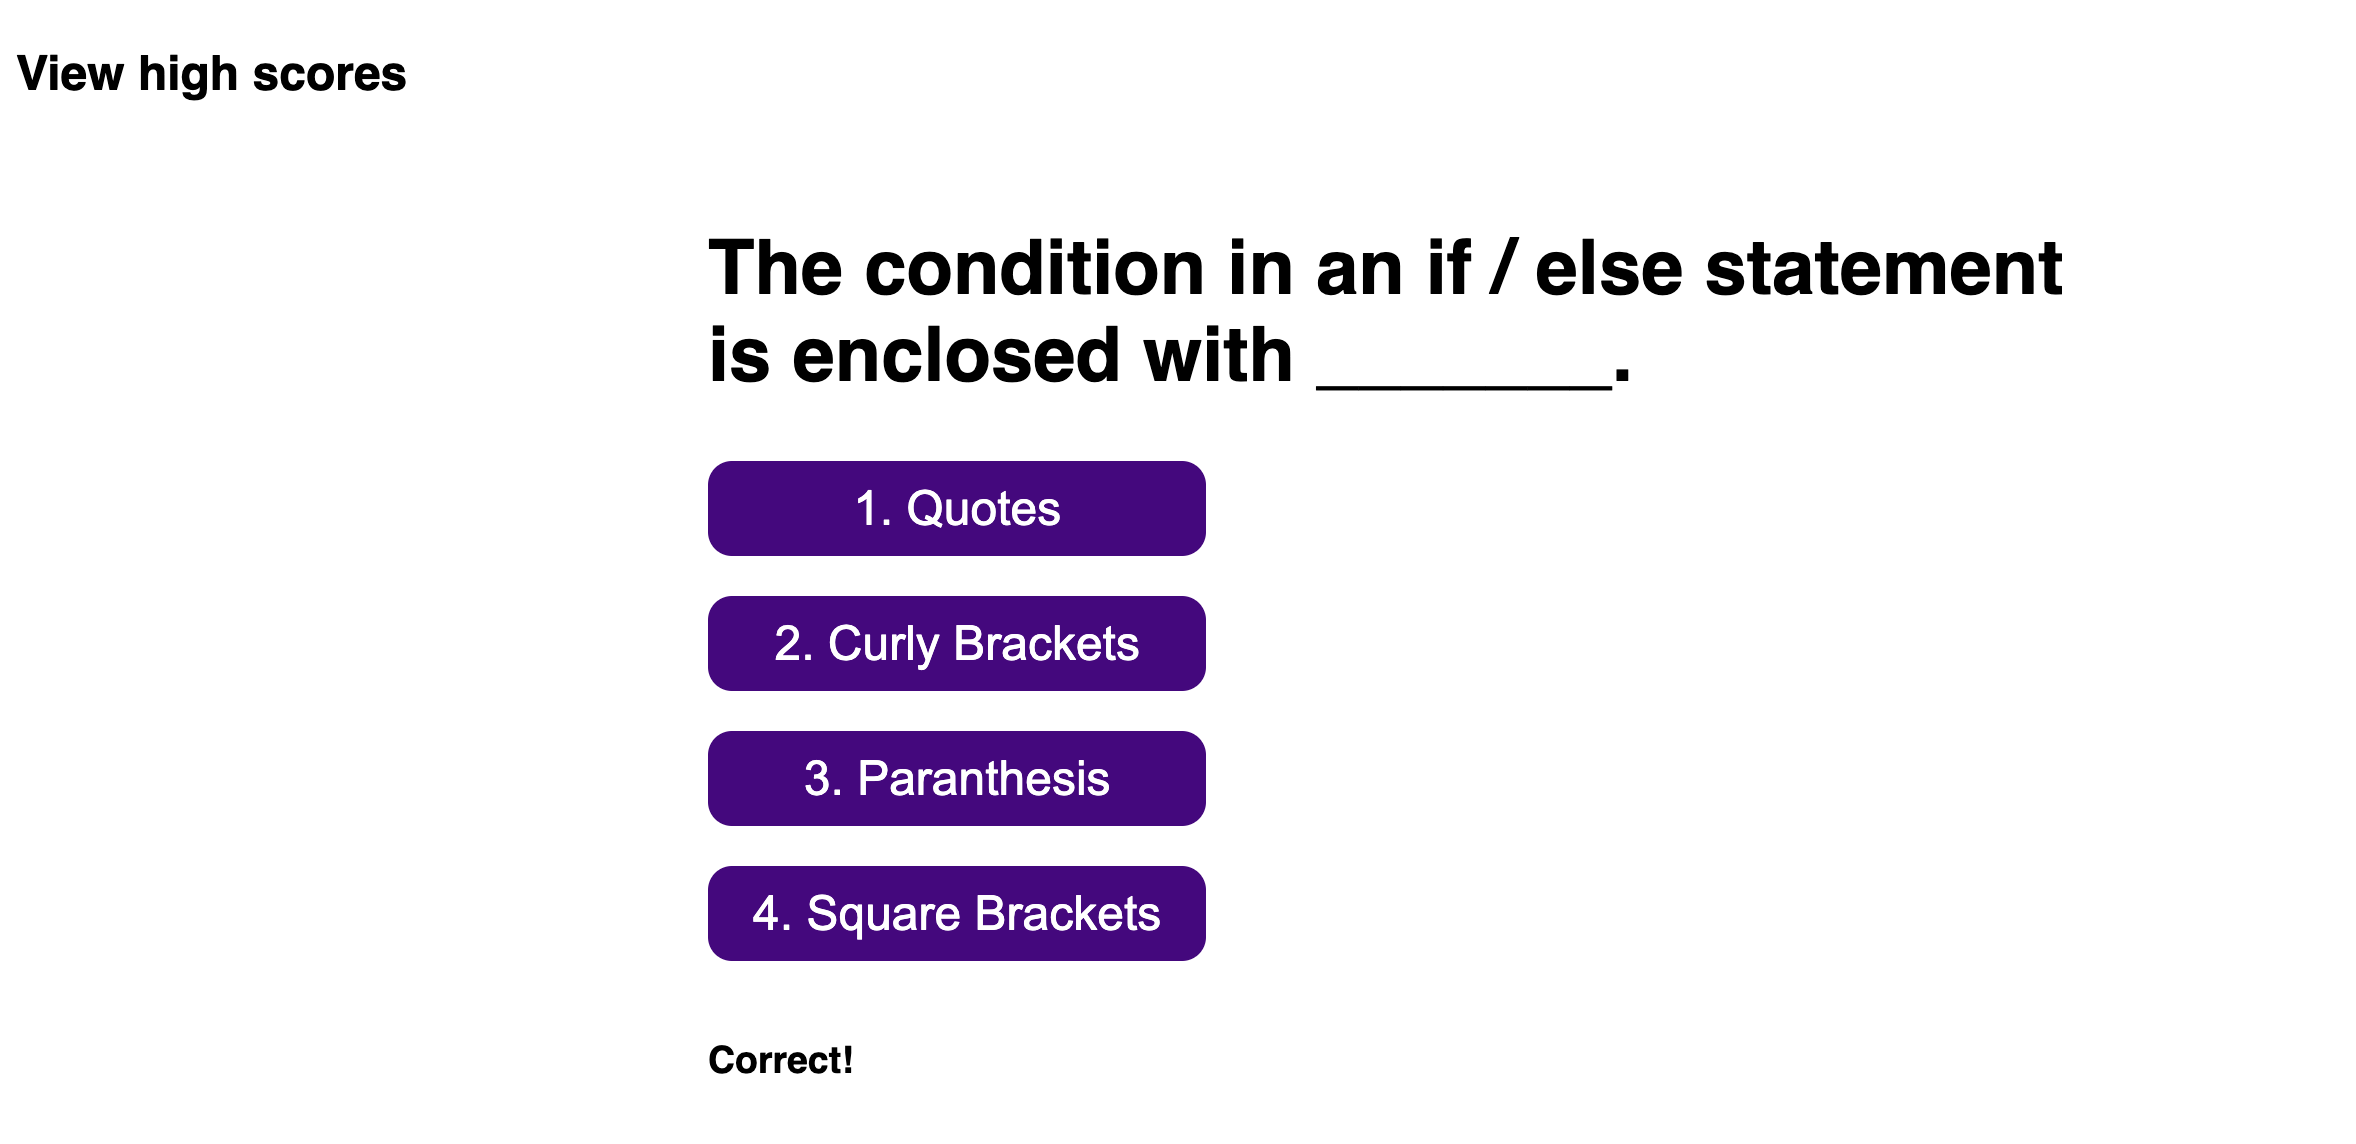 View high scores
The condition in an if / else statement
is enclosed with _______.
1. Quotes
2. Curly Brackets
3. Paranthesis
4. Square Brackets
Correct!